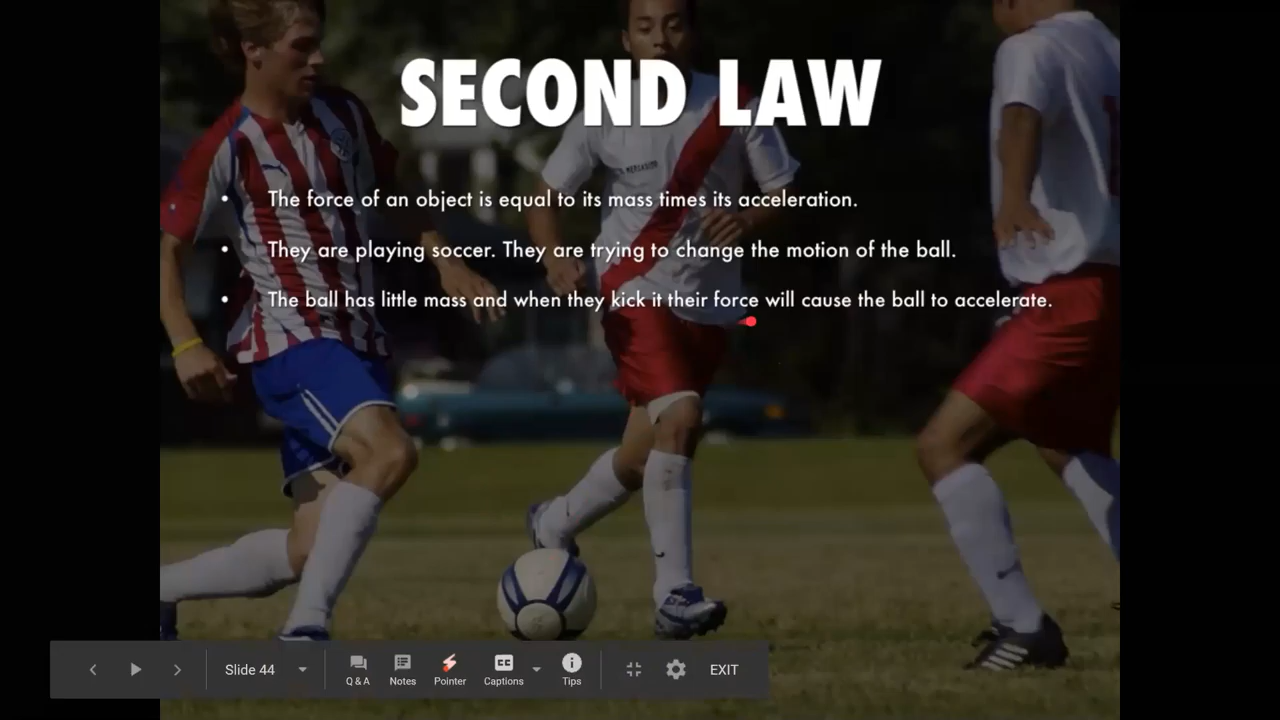 SECOND LAW
• The force of an object is equal to its mass times its acceleration.
• They are playing soccer. They are trying to change the motion of the ball.
• The ball has little mass and when they kick it their force will cause the ball to accelerate.
Slide 44
Q & A
Notes
Pointer
CC
Captions
Tips
EXIT